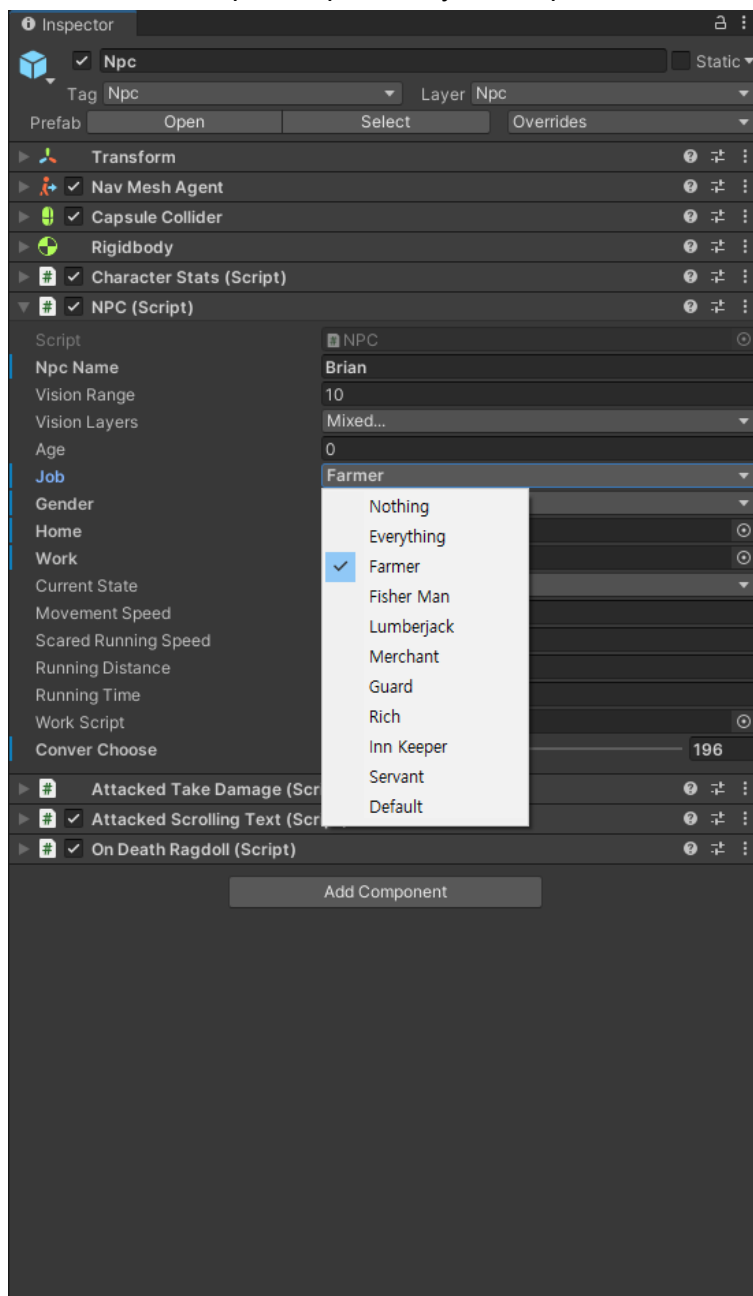 Inspector
Npc Static
Tag Npc Layer Npc
Prefab Open Select Overrides
Transform
Nav Mesh Agent
Capsule Collider
Rigidbody
# Character Stats (Script)
# NPC (Script)
Script # NPC
Npc Name Brian
Vision Range 10
Vision Layers Mixed...
Age 0
Job Farmer
Gender
Home
Work
Current State
Movement Speed
Scared Running Speed
Running Distance
Running Time
Work Script
Conver Choose 196
Nothing
Everything
Farmer
Fisher Man
Lumberjack
Merchant
Guard
Rich
Inn Keeper
Servant
Default
# Attacked Take Damage (Scr
# Attacked Scrolling Text (Scr
# On Death Ragdoll (Script)
Add Component